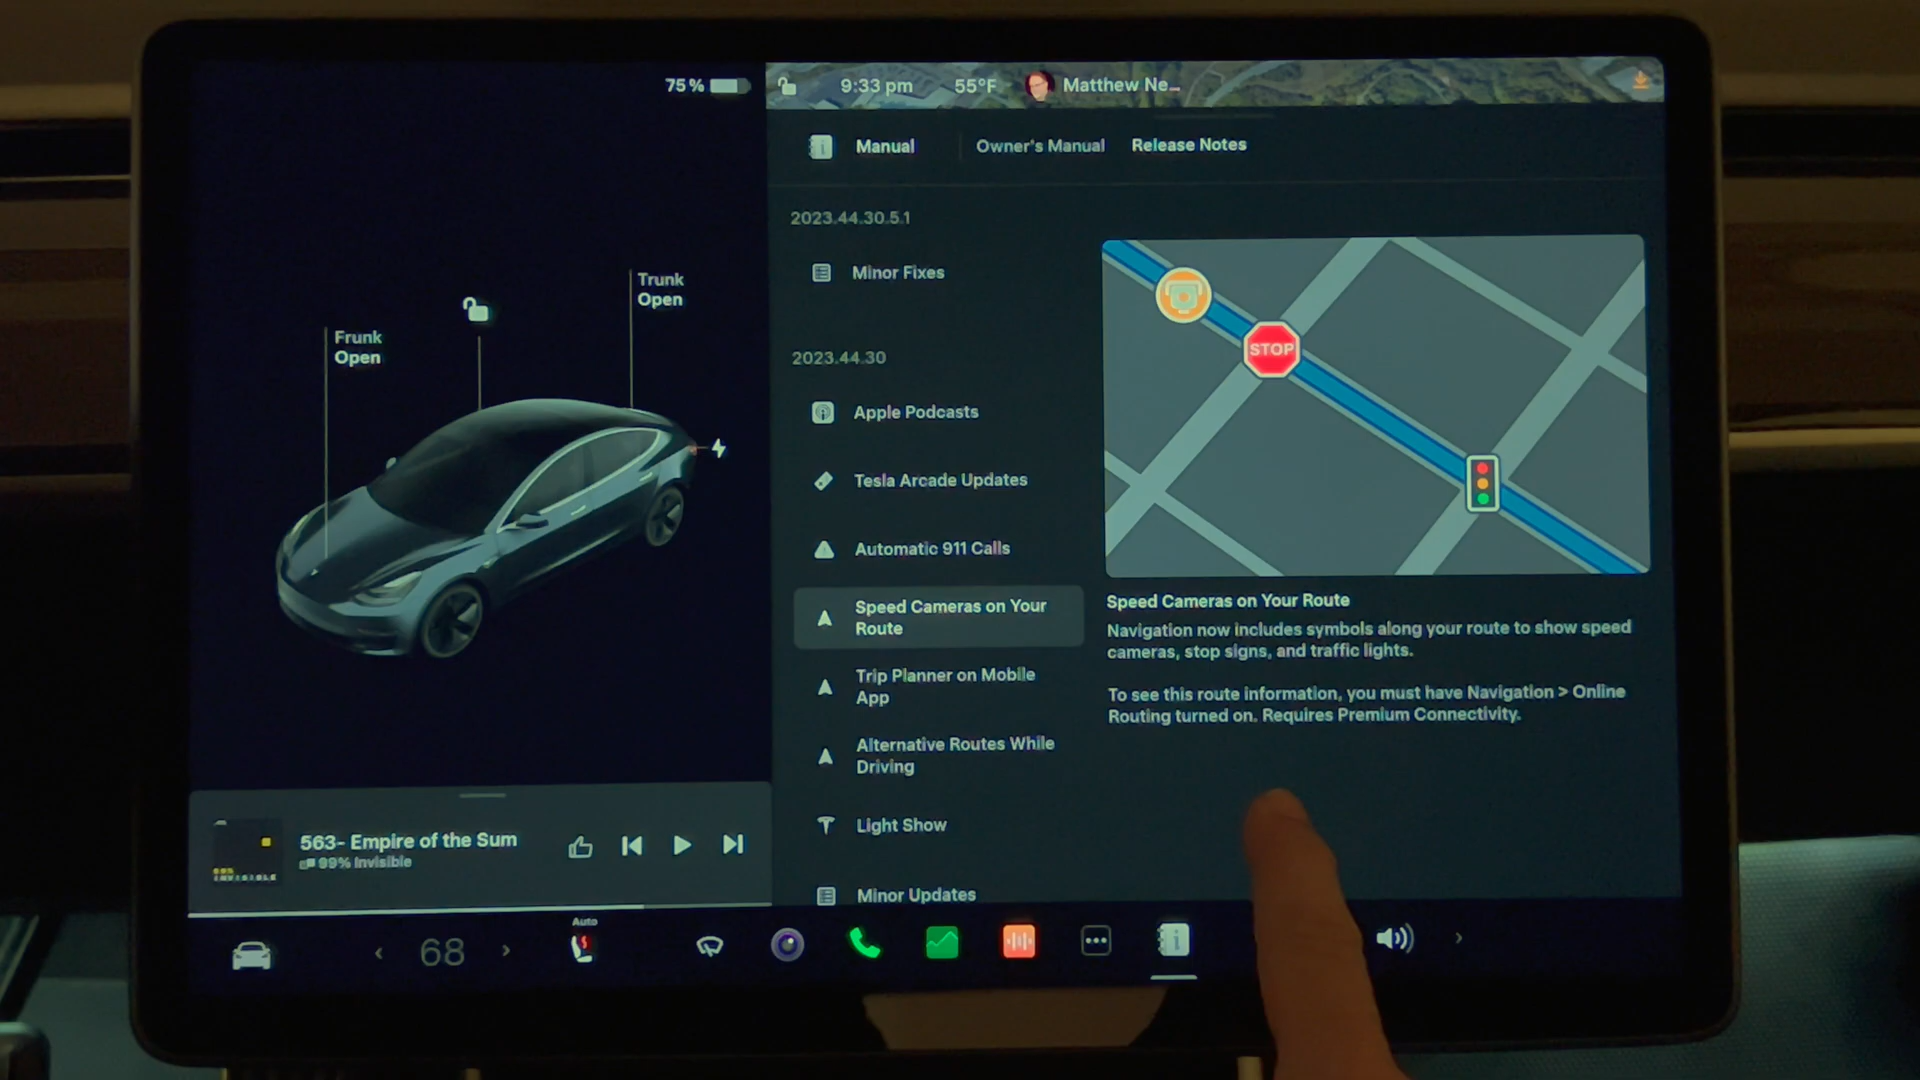 75%
9:33 pm
55°F
Matthew Ne...
Manual
Owner's Manual
Release Notes
Frunk
Open
Trunk
Open
2023.44.30.5.1
Minor Fixes
2023.44.30
Apple Podcasts
Tesla Arcade Updates
Automatic 911 Calls
Speed Cameras on Your
Route
Trip Planner on Mobile
App
Alternative Routes While
Driving
Light Show
Minor Updates
STOP
Speed Cameras on Your Route
Navigation now includes symbols along your route to show speed
cameras, stop signs, and traffic lights.
To see this route information, you must have Navigation > Online
Routing turned on. Requires Premium Connectivity.
563- Empire of the Sum
99% Invisible
Auto
68